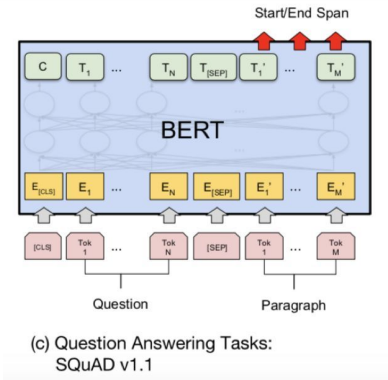 Start/End Span
C T1 ... TN T[SEP] T1' ... TM'
BERT
E[CLS] E1 ... EN E[SEP] E1' ... EM'
[CLS] Tok 1 ... Tok N [SEP] Tok 1 ... Tok M
Question Paragraph
(c) Question Answering Tasks:
SQuAD v1.1